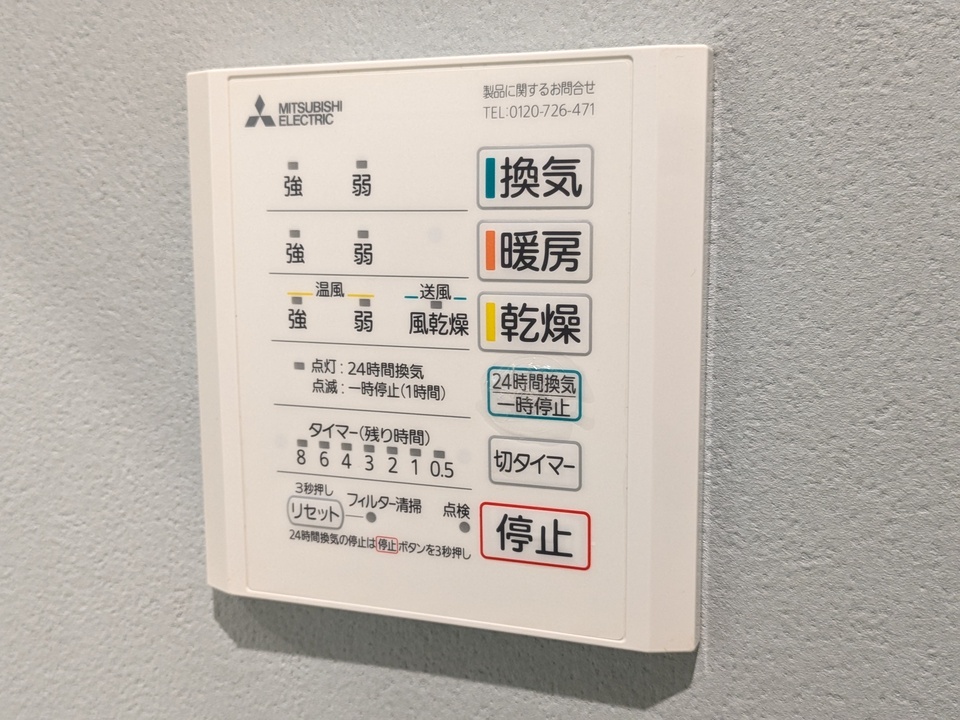 MITSUBISHI
ELECTRIC
製品に関するお問合せ
TEL:0120-726-471
強 弱 換気
強 弱 暖房
温風 送風
強 弱 風乾燥 乾燥
点灯:24時間換気
点滅:一時停止(1時間)
24時間換気
一時停止
タイマー(残り時間)
8 6 4 3 2 1 0.5
切タイマー
3秒押し
リセット フィルター清掃 点検
24時間換気の停止は停止ボタンを3秒押し
停止